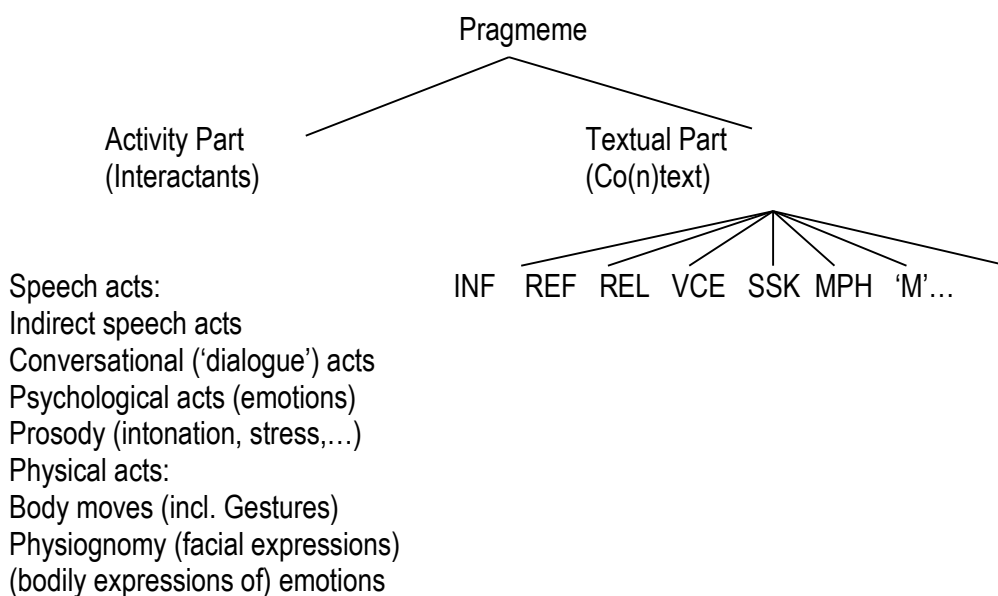 Pragmeme
Activity Part
(Interactants)
Textual Part
(Co(n)text)
INF REF REL VCE SSK MPH ‘M’…
Speech acts:
Indirect speech acts
Conversational (‘dialogue’) acts
Psychological acts (emotions)
Prosody (intonation, stress,…)
Physical acts:
Body moves (incl. Gestures)
Physiognomy (facial expressions)
(bodily expressions of) emotions